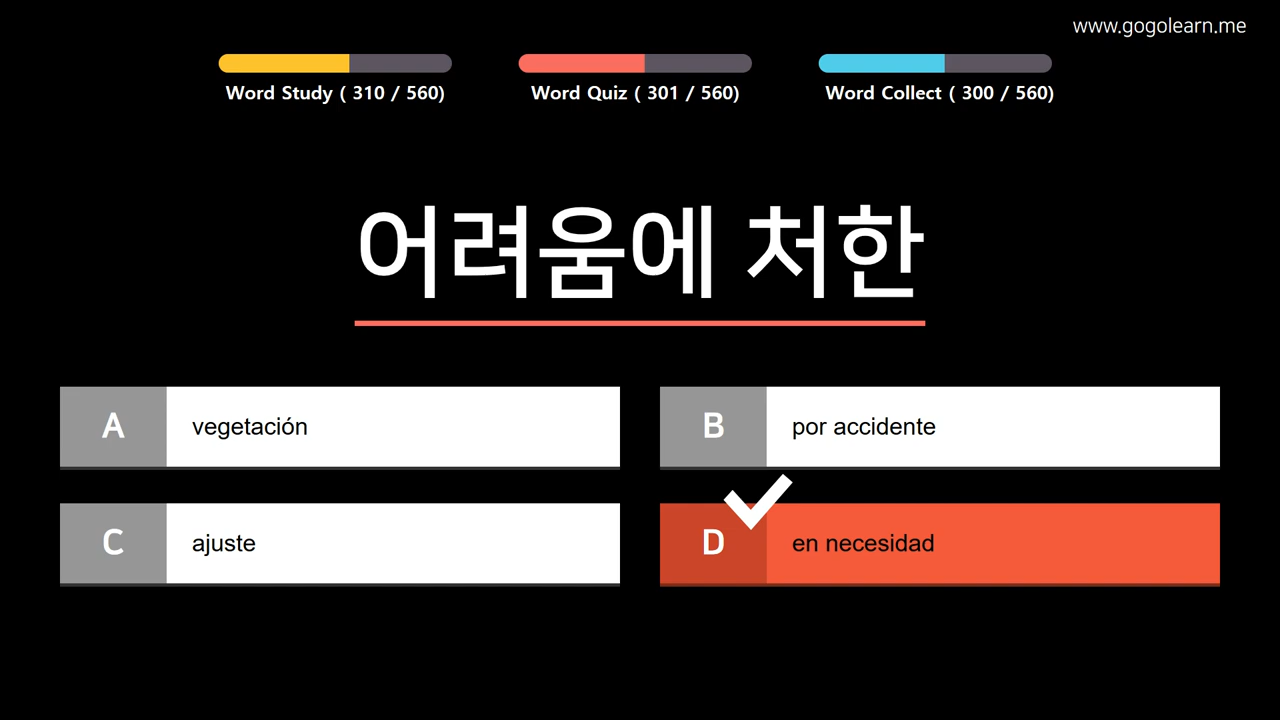 www.gogolearn.me
Word Study ( 310 / 560)
Word Quiz ( 301 / 560)
Word Collect ( 300 / 560)
어려움에 처한
A
vegetación
B
por accidente
C
ajuste
D
en necesidad